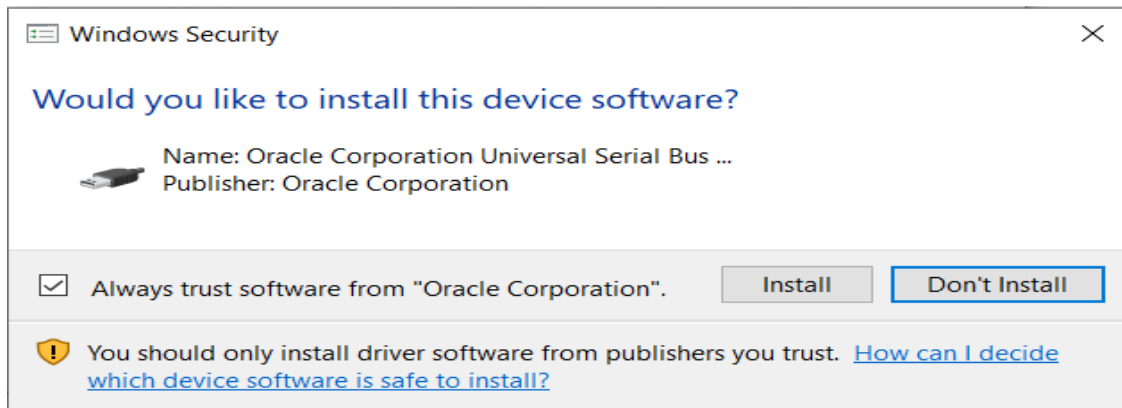 Windows Security
Would you like to install this device software?
Name: Oracle Corporation Universal Serial Bus ...
Publisher: Oracle Corporation
Always trust software from "Oracle Corporation".
Install
Don't Install
You should only install driver software from publishers you trust. How can I decide
which device software is safe to install?